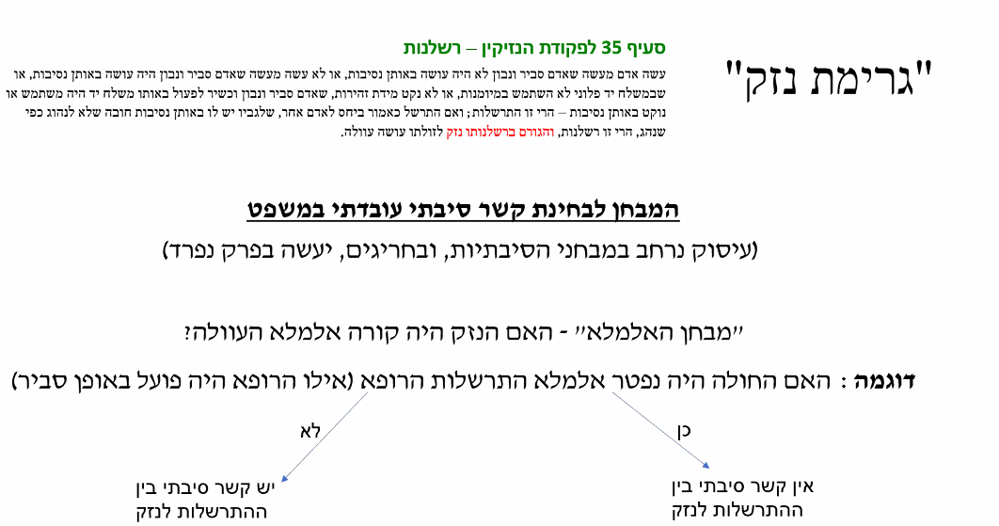 "גרימת נזק"
סעיף 35 לפקודת הנזיקין – רשלנות
עשה אדם מעשה שאדם סביר ונבון לא היה עושה באותן נסיבות, או לא עשה מעשה שאדם סביר ונבון היה עושה באותן נסיבות, או
שבמשלח יד פלוני לא השתמש במיומנות, או לא נקט מידת זהירות, שאדם סביר ונבון וכשיר לפעול באותו משלח יד היה משתמש או
נוקט באותן נסיבות – הרי זו התרשלות; ואם התרשל כאמור ביחס לאדם אחר, שלגביו יש לו באותן נסיבות חובה שלא לנהוג כפי
שנהג, הרי זו רשלנות, והגורם ברשלנותו נזק לזולתו עושה עוולה.
המבחן לבחינת קשר סיבתי עובדתי במשפט
(עיסוק נרחב במבחני הסיבתיות, ובחריגים, יעשה בפרק נפרד)
"מבחן האלמלא" - האם הנזק היה קורה אלמלא העוולה?
דוגמה : האם החולה היה נפטר אלמלא התרשלות הרופא (אילו הרופא היה פועל באופן סביר)
כן
לא
אין קשר סיבתי בין
ההתרשלות לנזק
יש קשר סיבתי בין
ההתרשלות לנזק